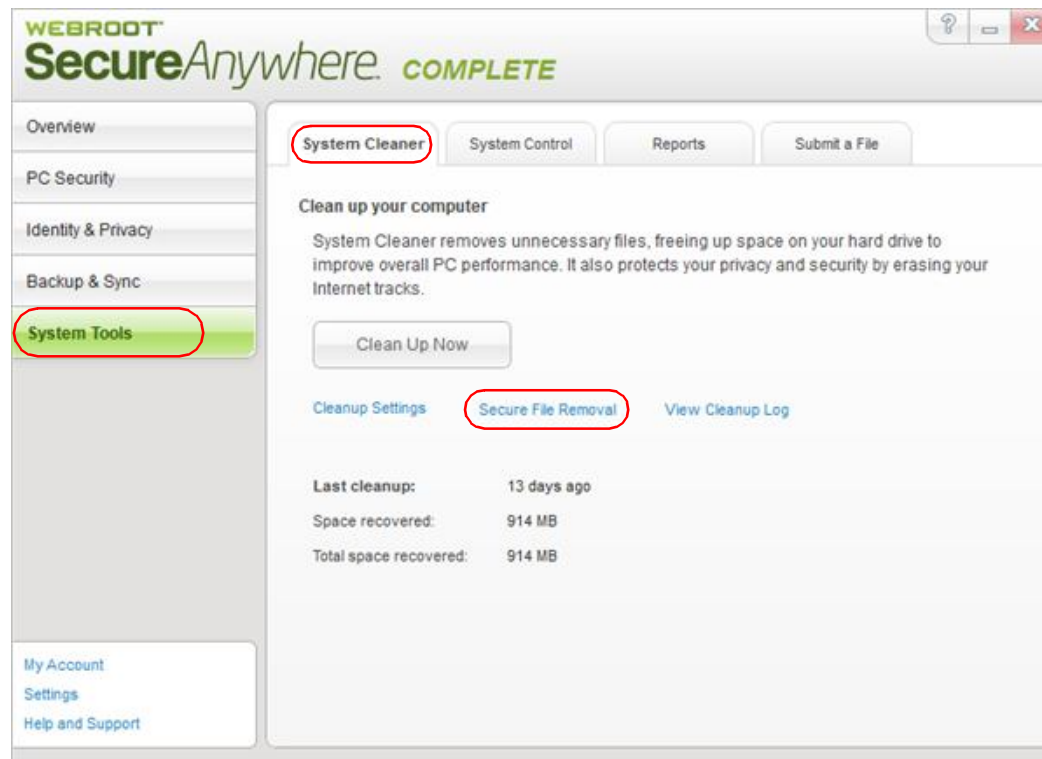 WEBROOT
SecureAnywhere. COMPLETE
Overview
PC Security
Identity & Privacy
Backup & Sync
System Tools
My Account
Settings
Help and Support
System Cleaner
System Control
Reports
Submit a File
Clean up your computer
System Cleaner removes unnecessary files, freeing up space on your hard drive to
improve overall PC performance. It also protects your privacy and security by erasing your
Internet tracks.
Clean Up Now
Cleanup Settings
Secure File Removal
View Cleanup Log
Last cleanup: 13 days ago
Space recovered: 914 MB
Total space recovered: 914 MB